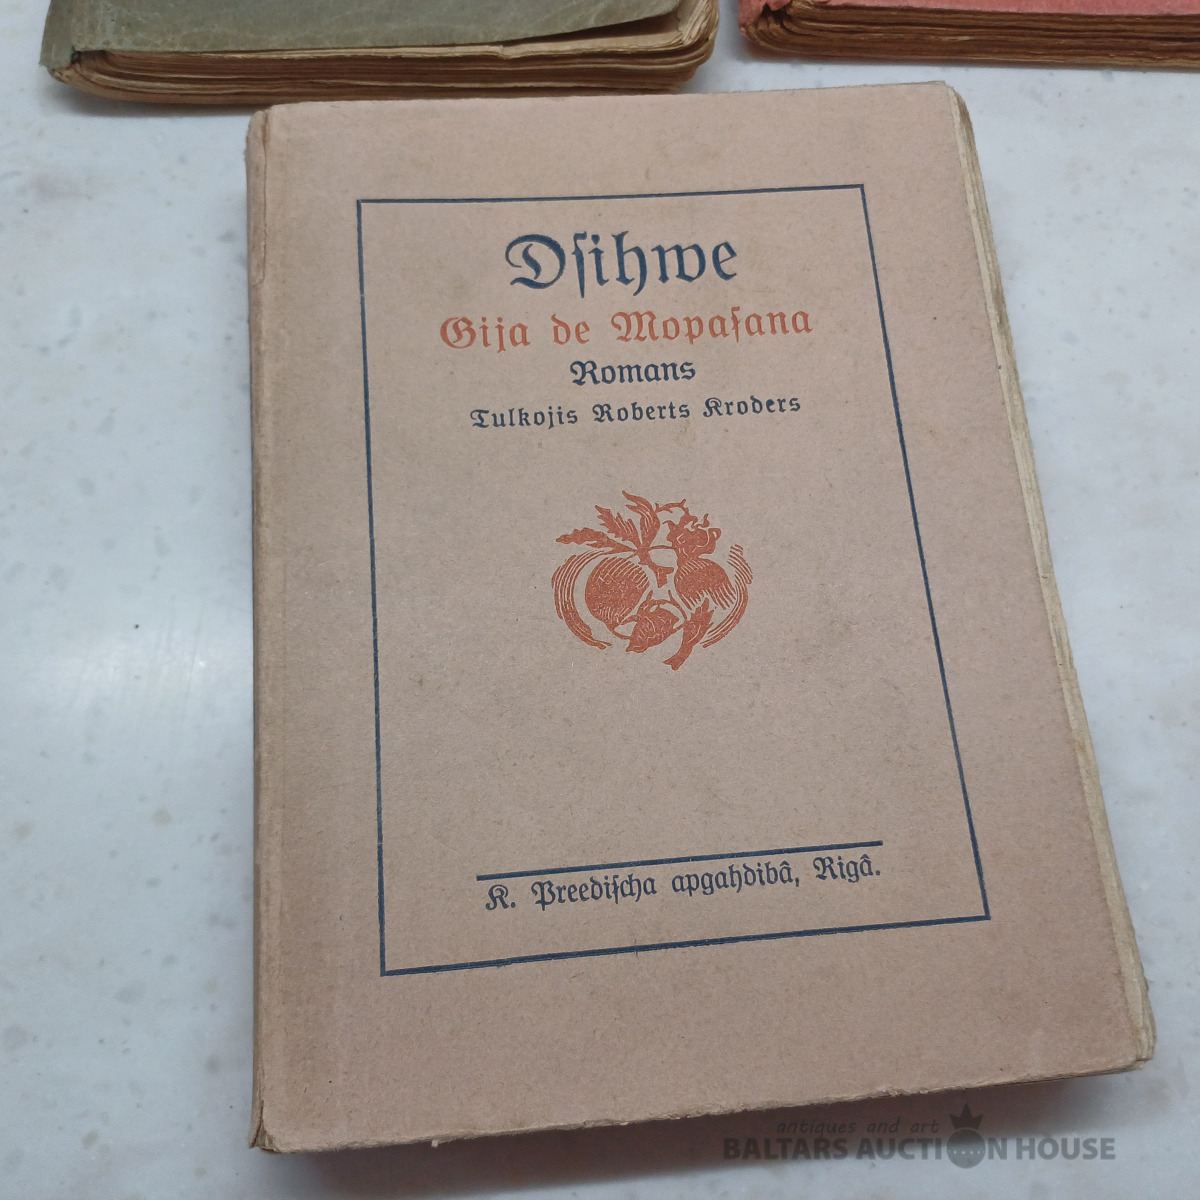 Dſihwe
Gija de Mopaſana
Romans
Tulkojis Roberts Kroders
K. Preediſcha apgahdibâ, Rigâ.
antiques and art
BALTARS AUCTION HOUSE